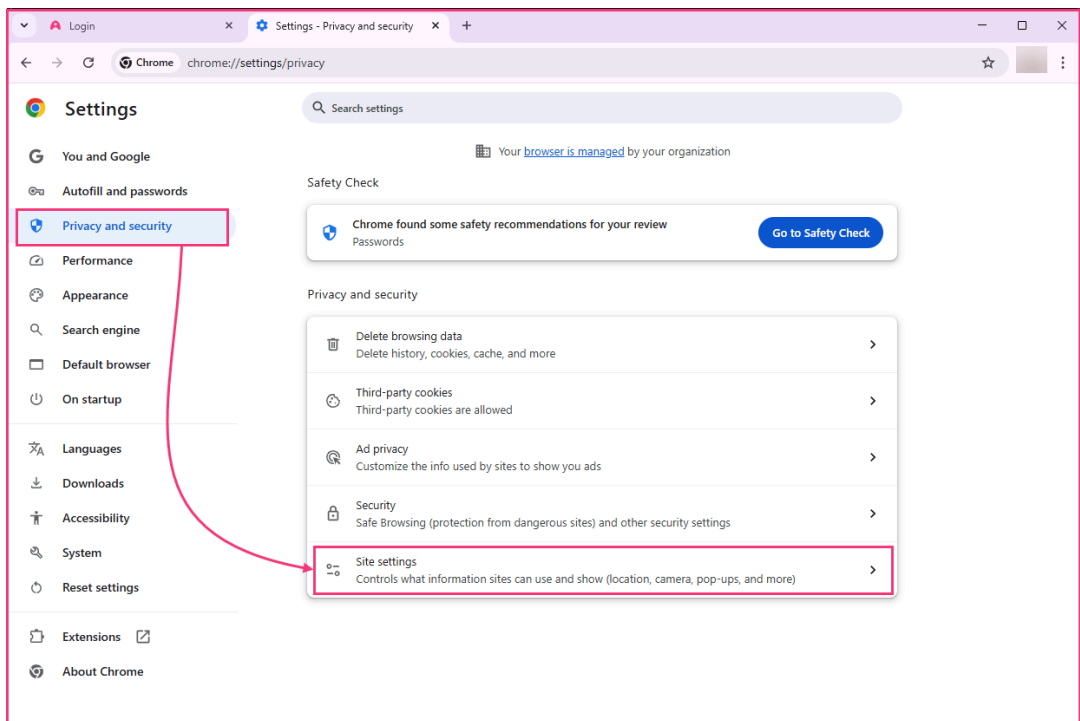 Login
Settings - Privacy and security
Chrome
chrome://settings/privacy
Settings
Search settings
You and Google
Autofill and passwords
Privacy and security
Performance
Appearance
Search engine
Default browser
On startup
Languages
Downloads
Accessibility
System
Reset settings
Extensions
About Chrome
Your browser is managed by your organization
Safety Check
Chrome found some safety recommendations for your review
Passwords
Go to Safety Check
Privacy and security
Delete browsing data
Delete history, cookies, cache, and more
Third-party cookies
Third-party cookies are allowed
Ad privacy
Customize the info used by sites to show you ads
Security
Safe Browsing (protection from dangerous sites) and other security settings
Site settings
Controls what information sites can use and show (location, camera, pop-ups, and more)